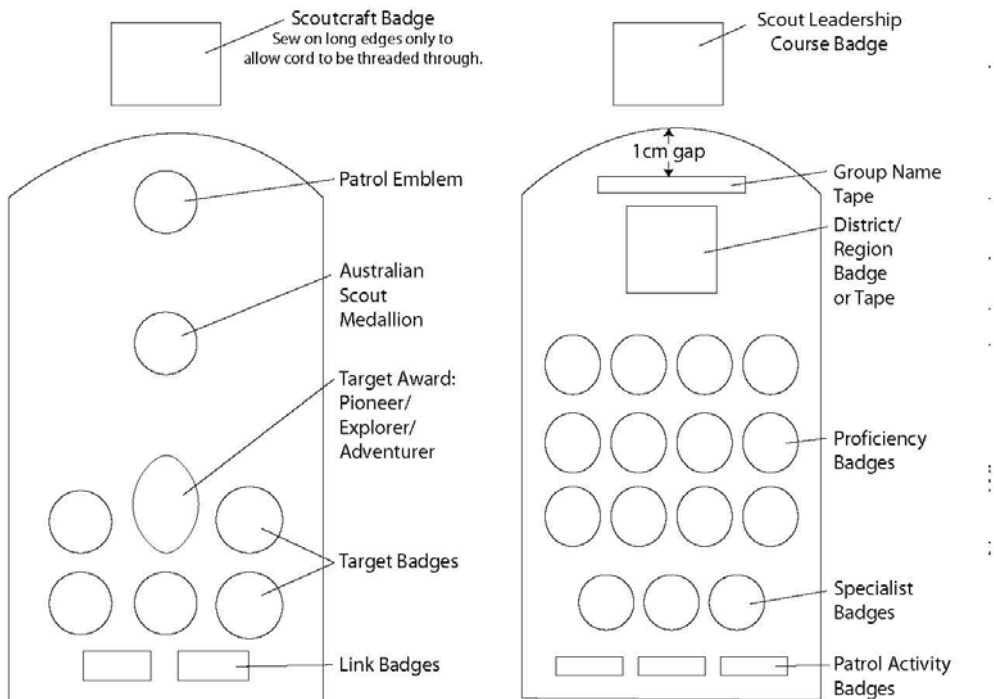 Scoutcraft Badge
Sew on long edges only to
allow cord to be threaded through.
Patrol Emblem
Australian
Scout
Medallion
Target Award:
Pioneer/
Explorer/
Adventurer
Target Badges
Link Badges
Scout Leadership
Course Badge
1cm gap
Group Name
Tape
District/
Region
Badge
or Tape
Proficiency
Badges
Specialist
Badges
Patrol Activity
Badges